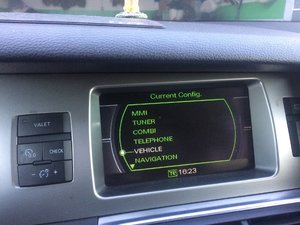 Current Config.
MMI
TUNER
COMBI
TELEPHONE
VEHICLE
NAVIGATION
16:23
VALET
CHECK